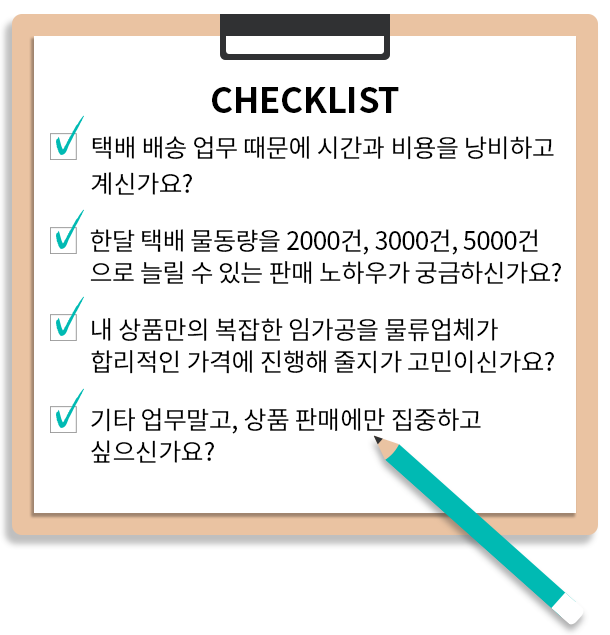 CHECKLIST
택배 배송 업무 때문에 시간과 비용을 낭비하고
계신가요?
한달 택배 물동량을 2000건, 3000건, 5000건
으로 늘릴 수 있는 판매 노하우가 궁금하신가요?
내 상품만의 복잡한 임가공을 물류업체가
합리적인 가격에 진행해 줄지가 고민이신가요?
기타 업무말고, 상품 판매에만 집중하고
싶으신가요?